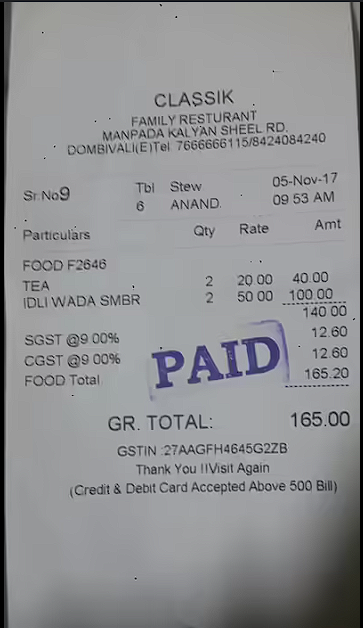 CLASSIK
FAMILY RESTURANT
MANPADA KALYAN SHEEL RD.
DOMBIVALI(E)Tel 7666666115/8424084240
Sr.No9 Tbl Stew 05-Nov-17
6 ANAND. 09 53 AM
Particulars Qty Rate Amt
FOOD F2646
TEA 2 20 00 40.00
IDLI WADA SMBR 2 50 00 100 00
140 00
SGST @9 00% 12.60
CGST @9 00% 12.60
FOOD Total 165.20
PAID
GR. TOTAL: 165.00
GSTIN :27AAGFH4645G2ZB
Thank You !!Visit Again
(Credit & Debit Card Accepted Above 500 Bill)